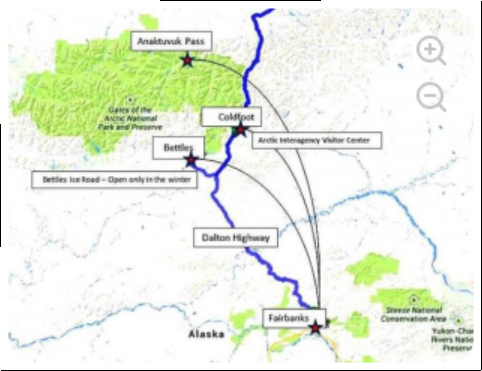 Anaktuvuk Pass
Gates of the
Arctic National
Park and Preserve
Coldfoot
Arctic Interagency Visitor Center
Bettles
Bettles Ice Road – Open only in the winter
Dalton Highway
Fairbanks
Steese National
Conservation Area
Alaska
Yukon-Char
Rivers Natio
Preserv